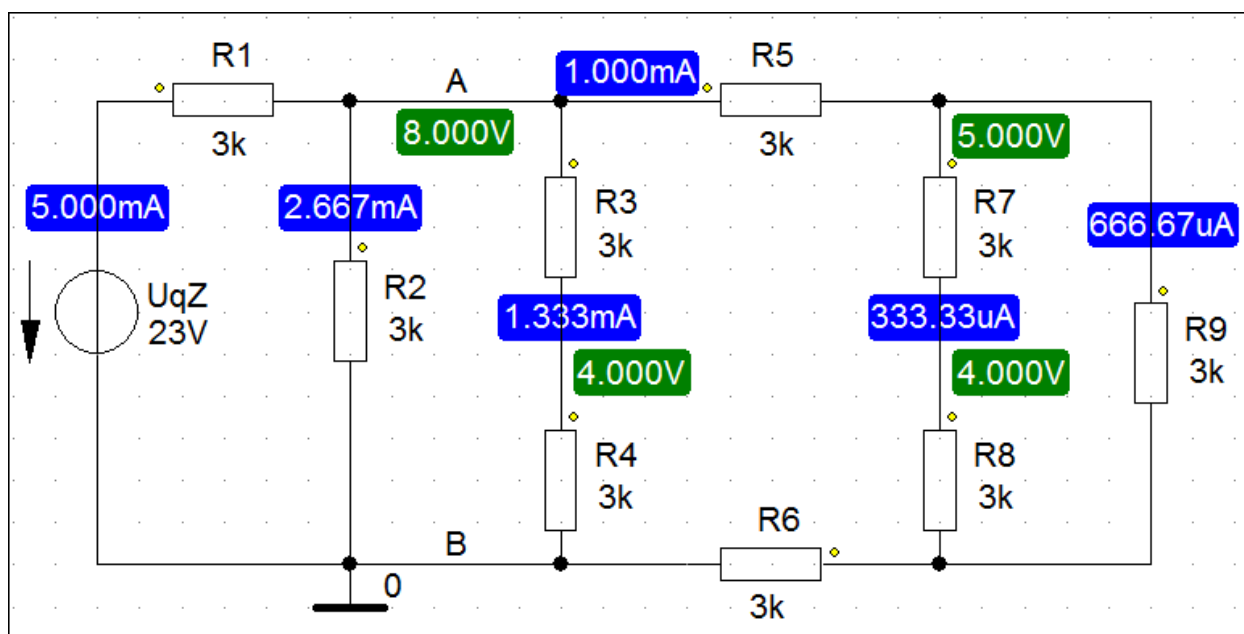 R1
3k
A
8.000V
1.000mA
R5
3k
5.000V
5.000mA
2.667mA
R3
3k
R7
3k
666.67uA
UqZ
23V
R2
3k
1.333mA
333.33uA
R9
3k
4.000V
4.000V
R4
3k
R8
3k
B
R6
3k
0